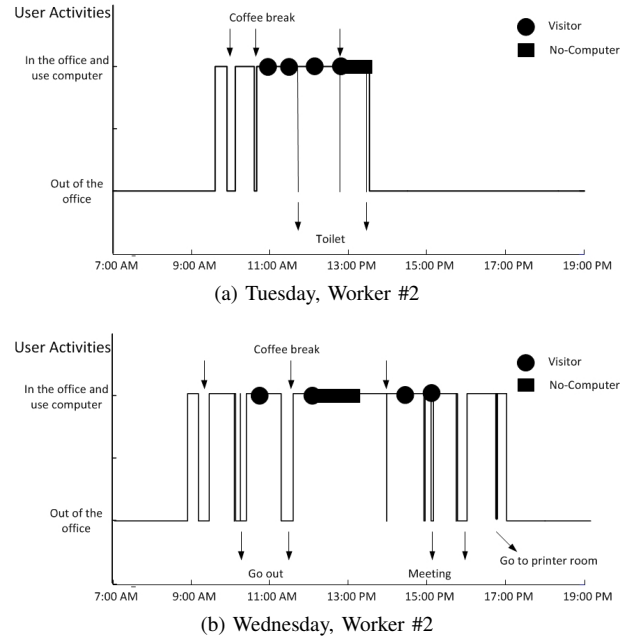 User Activities
Coffee break
Visitor
No-Computer
In the office and
use computer
Out of the
office
Toilet
7:00 AM 9:00 AM 11:00 AM 13:00 PM 15:00 PM 17:00 PM 19:00 PM
(a) Tuesday, Worker #2
User Activities
Coffee break
Visitor
No-Computer
In the office and
use computer
Out of the
office
Go out
Meeting
Go to printer room
7:00 AM 9:00 AM 11:00 AM 13:00 PM 15:00 PM 17:00 PM 19:00 PM
(b) Wednesday, Worker #2